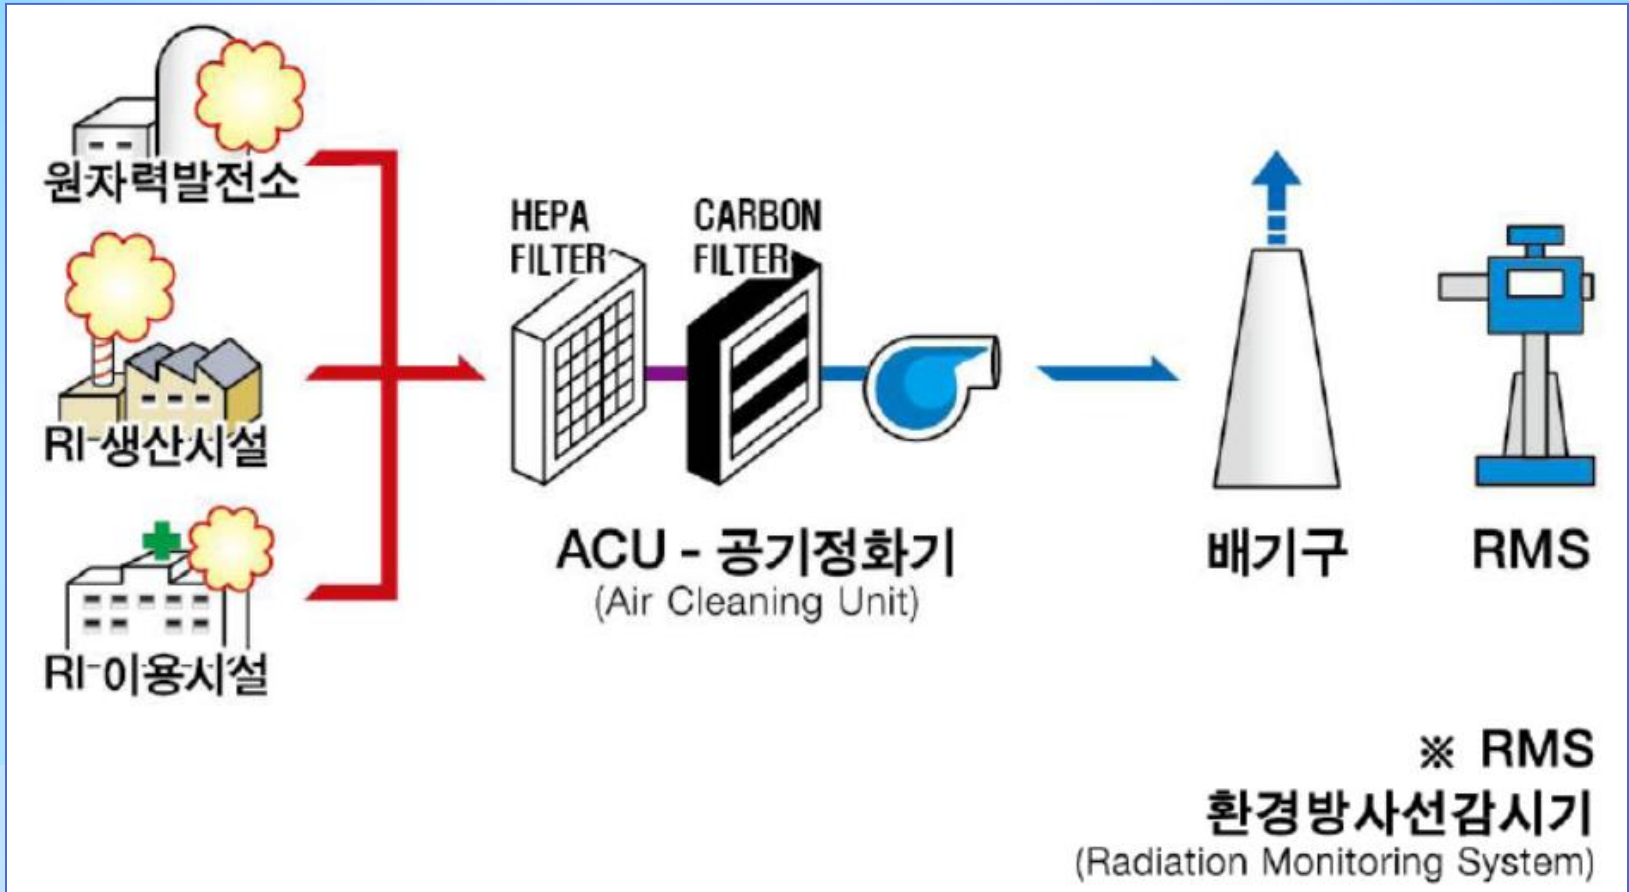 원자력발전소
RI 생산시설
RI 이용시설
HEPA
FILTER
CARBON
FILTER
ACU - 공기정화기
(Air Cleaning Unit)
배기구
RMS
※ RMS
환경방사선감시기
(Radiation Monitoring System)